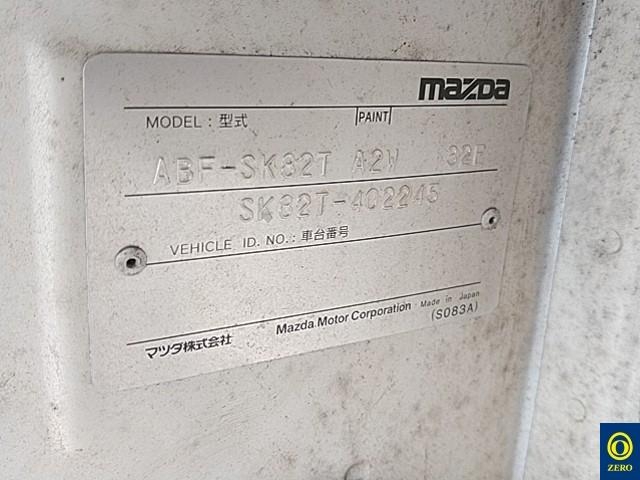 mazda
MODEL : 型式
PAINT
ABF-SK82T A2W
SK82T-402245
VEHICLE ID. NO. : 車台番号
マツダ株式会社
Mazda Motor Corporation Made in Japan
(S083A)
ZERO